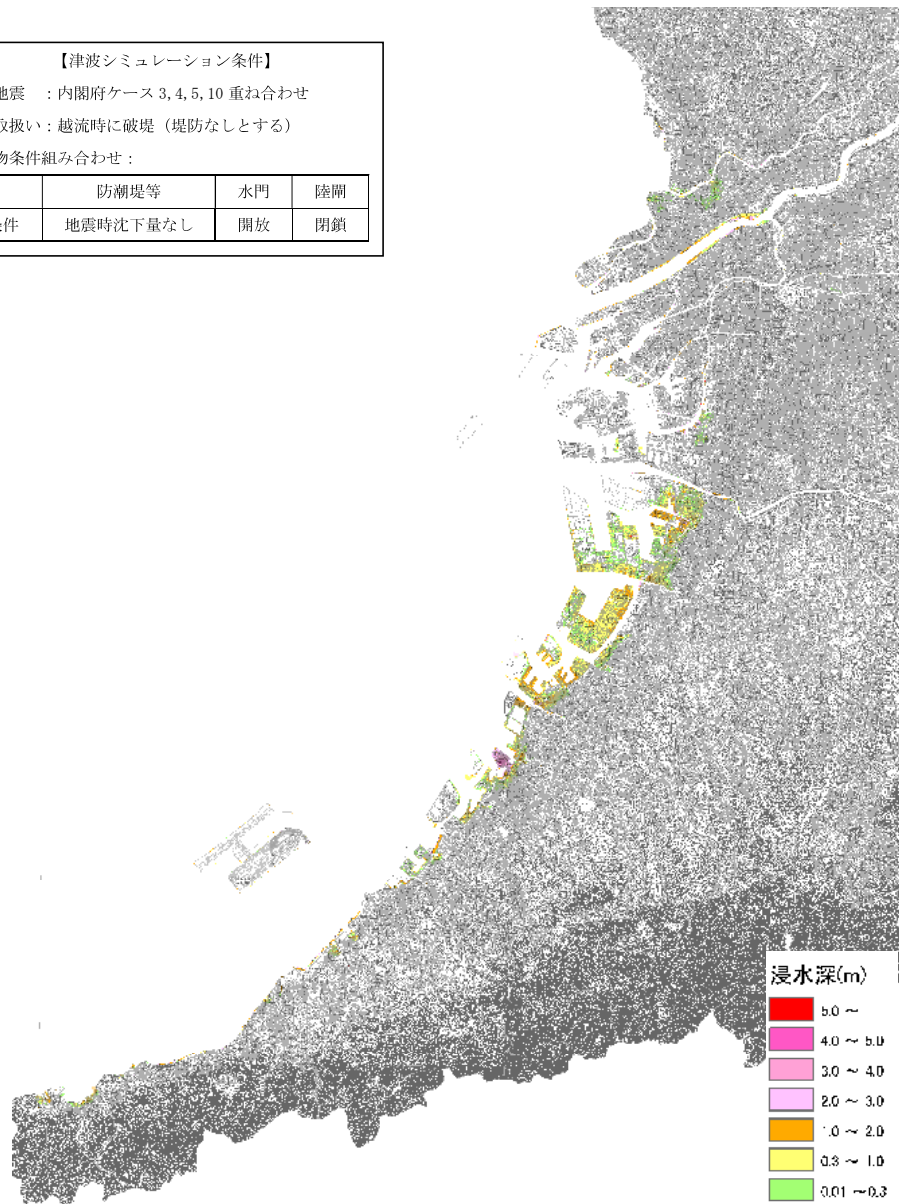 【津波シミュレーション条件】
地震 ：内閣府ケース 3, 4, 5, 10 重ね合わせ
取扱い：越流時に破堤（堤防なしとする）
物条件組み合わせ：
防潮堤等 水門 陸閘
条件 地震時沈下量なし 開放 閉鎖
浸水深(m)
5.0 ～
4.0 ～ 5.0
3.0 ～ 4.0
2.0 ～ 3.0
1.0 ～ 2.0
0.3 ～ 1.0
0.01 ～0.3